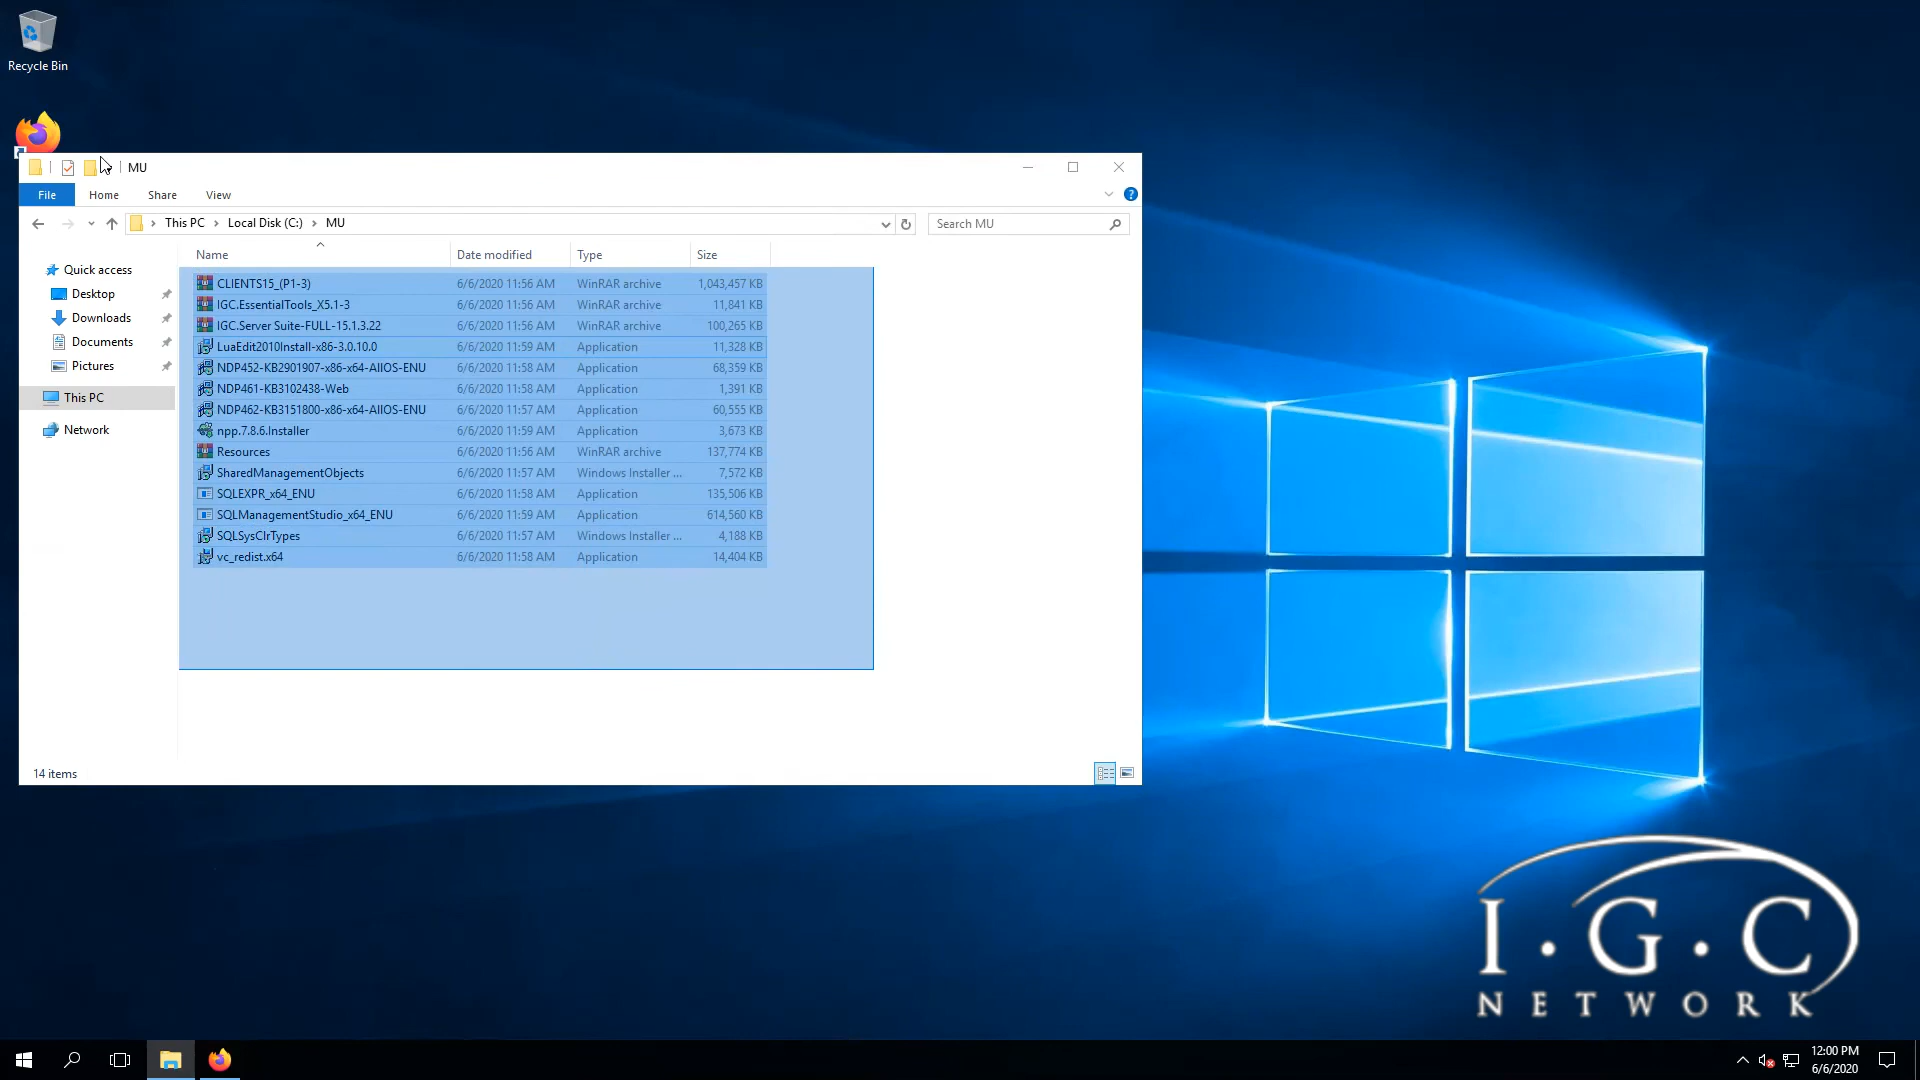 Recycle Bin
MU
File Home Share View
This PC Local Disk (C:) MU
Search MU
Name Date modified Type Size
Quick access
Desktop
Downloads
Documents
Pictures
This PC
Network
CLIENTS15_(P1-3) 6/6/2020 11:56 AM WinRAR archive 1,043,457 KB
IGC.EssentialTools_X5.1-3 6/6/2020 11:56 AM WinRAR archive 11,841 KB
IGC.Server Suite-FULL-15.1.3.22 6/6/2020 11:56 AM WinRAR archive 100,265 KB
LuaEdit2010Install-x86-3.0.10.0 6/6/2020 11:59 AM Application 11,328 KB
NDP452-KB2901907-x86-x64-AllOS-ENU 6/6/2020 11:58 AM Application 68,359 KB
NDP461-KB3102438-Web 6/6/2020 11:58 AM Application 1,391 KB
NDP462-KB3151800-x86-x64-AllOS-ENU 6/6/2020 11:57 AM Application 60,555 KB
npp.7.8.6.Installer 6/6/2020 11:59 AM Application 3,673 KB
Resources 6/6/2020 11:56 AM WinRAR archive 137,774 KB
SharedManagementObjects 6/6/2020 11:57 AM Windows Installer ... 7,572 KB
SQLEXPR_x64_ENU 6/6/2020 11:58 AM Application 135,506 KB
SQLManagementStudio_x64_ENU 6/6/2020 11:59 AM Application 614,560 KB
SQLSysClrTypes 6/6/2020 11:57 AM Windows Installer ... 4,188 KB
vc_redist.x64 6/6/2020 11:58 AM Application 14,404 KB
14 items
I·G·C
NETWORK
12:00 PM
6/6/2020